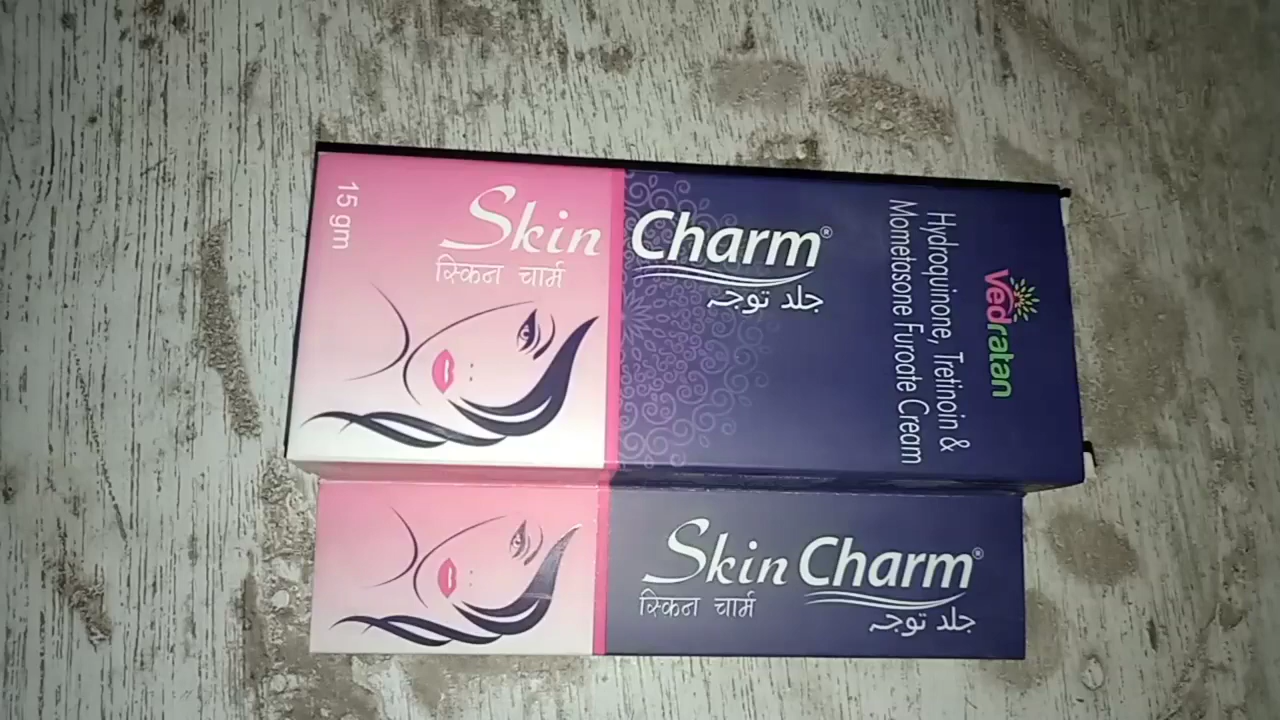 Skin Charm®
स्किन चार्म
جلد توجہ
15 gm
Hydroquinone, Tretinoin &
Mometasone Furoate Cream
Vedratan
Skin Charm®
स्किन चार्म
جلد توجہ